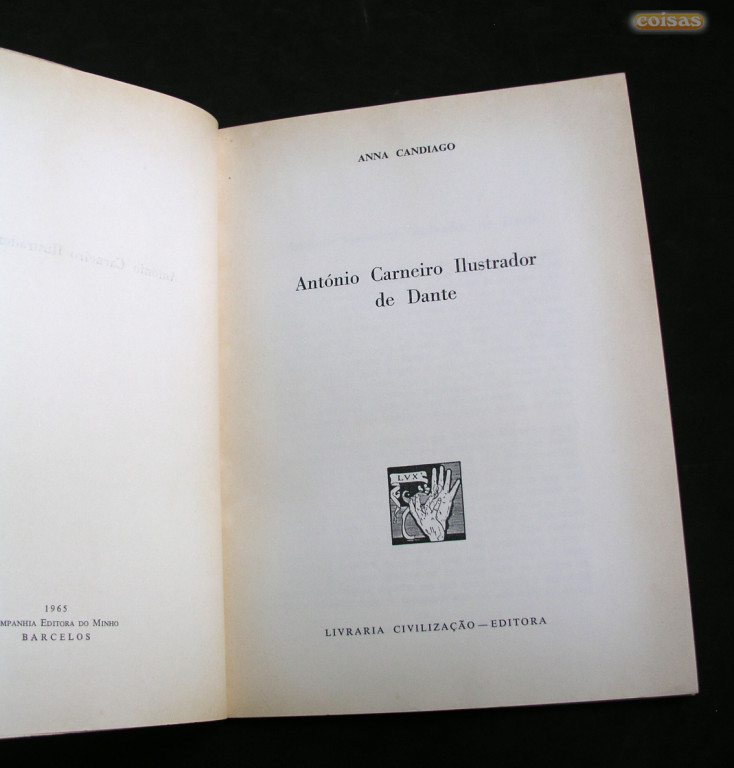 coisas
1965
MPANHIA EDITORA DO MINHO
BARCELOS
ANNA CANDIAGO
António Carneiro Ilustrador
de Dante
LVX
LIVRARIA CIVILIZAÇÃO — EDITORA